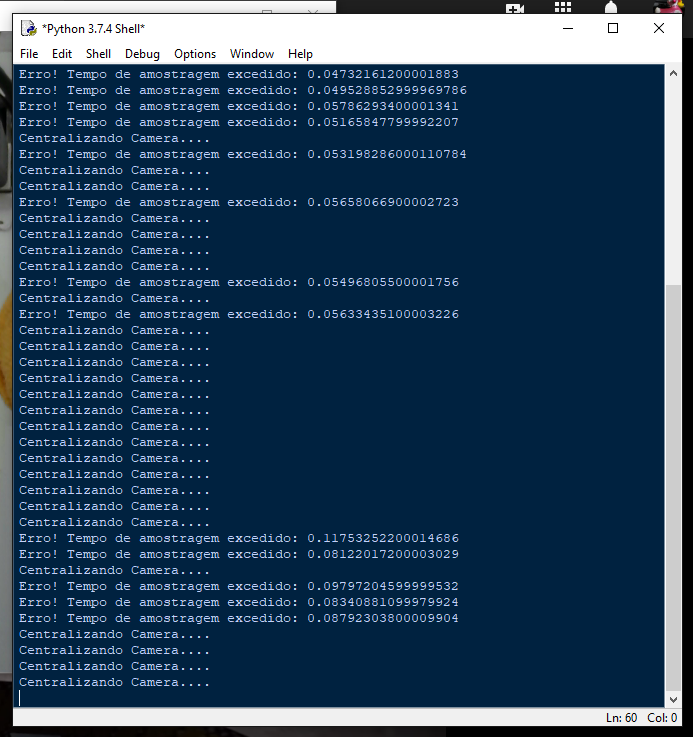 *Python 3.7.4 Shell*
File Edit Shell Debug Options Window Help
Erro! Tempo de amostragem excedido: 0.04732161200001883
Erro! Tempo de amostragem excedido: 0.049528852999969786
Erro! Tempo de amostragem excedido: 0.05786293400001341
Erro! Tempo de amostragem excedido: 0.05165847799992207
Centralizando Camera....
Erro! Tempo de amostragem excedido: 0.053198286000110784
Centralizando Camera....
Centralizando Camera....
Erro! Tempo de amostragem excedido: 0.05658066900002723
Centralizando Camera....
Centralizando Camera....
Centralizando Camera....
Centralizando Camera....
Erro! Tempo de amostragem excedido: 0.05496805500001756
Centralizando Camera....
Erro! Tempo de amostragem excedido: 0.05633435100003226
Centralizando Camera....
Centralizando Camera....
Centralizando Camera....
Centralizando Camera....
Centralizando Camera....
Centralizando Camera....
Centralizando Camera....
Centralizando Camera....
Centralizando Camera....
Centralizando Camera....
Centralizando Camera....
Centralizando Camera....
Centralizando Camera....
Erro! Tempo de amostragem excedido: 0.11753252200014686
Erro! Tempo de amostragem excedido: 0.08122017200003029
Centralizando Camera....
Erro! Tempo de amostragem excedido: 0.09797204599999532
Erro! Tempo de amostragem excedido: 0.08340881099979924
Erro! Tempo de amostragem excedido: 0.08792303800009904
Centralizando Camera....
Centralizando Camera....
Centralizando Camera....
Centralizando Camera....
Ln: 60 Col: 0